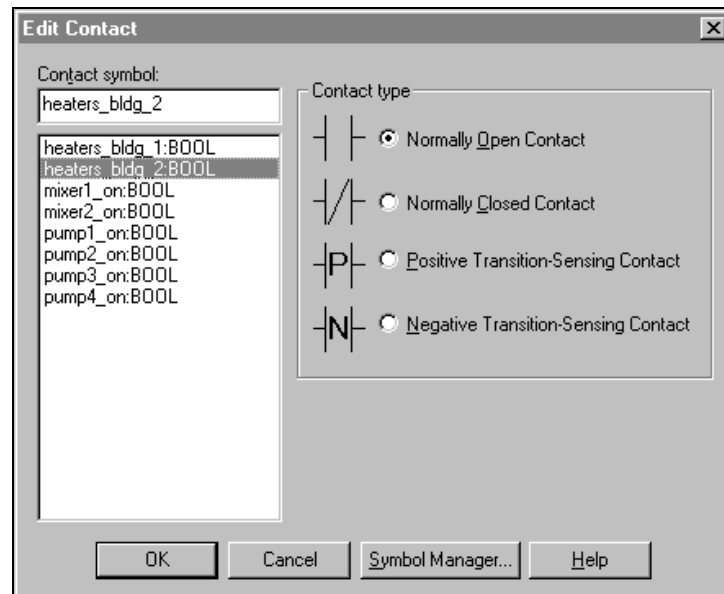 Edit Contact
Contact symbol:
heaters_bldg_2
heaters_bldg_1:BOOL
heaters_bldg_2:BOOL
mixer1_on:BOOL
mixer2_on:BOOL
pump1_on:BOOL
pump2_on:BOOL
pump3_on:BOOL
pump4_on:BOOL
Contact type
Normally Open Contact
Normally Closed Contact
P Positive Transition-Sensing Contact
N Negative Transition-Sensing Contact
OK Cancel Symbol Manager... Help